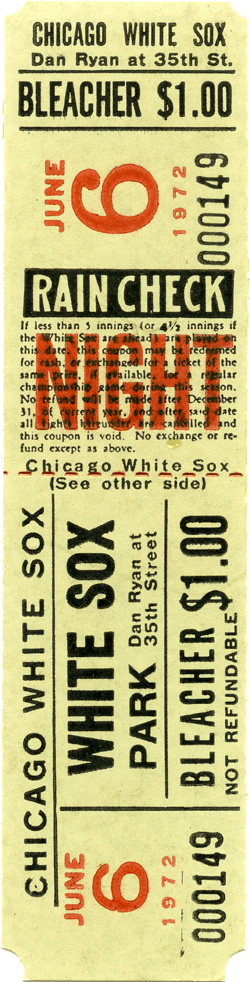 CHICAGO WHITE SOX
Dan Ryan at 35th St.
BLEACHER $1.00
JUNE
6
1972
000149
RAIN CHECK
If less than 5 innings (or 4½ innings if
the White Sox are ahead) are played on
this date, this coupon may be redeemed
for cash, or exchanged for a ticket of the
same price, if available, for a regular
championship game during this season.
No refund will be made after December
31, of current year, and after said date
all rights hereunder are cancelled and
this coupon is void. No exchange or re-
fund except as above.
NIGHT
Chicago White Sox
(See other side)
CHICAGO WHITE SOX
WHITE SOX
PARK
Dan Ryan at
35th Street
BLEACHER $1.00
NOT REFUNDABLE
JUNE
6
1972
000149